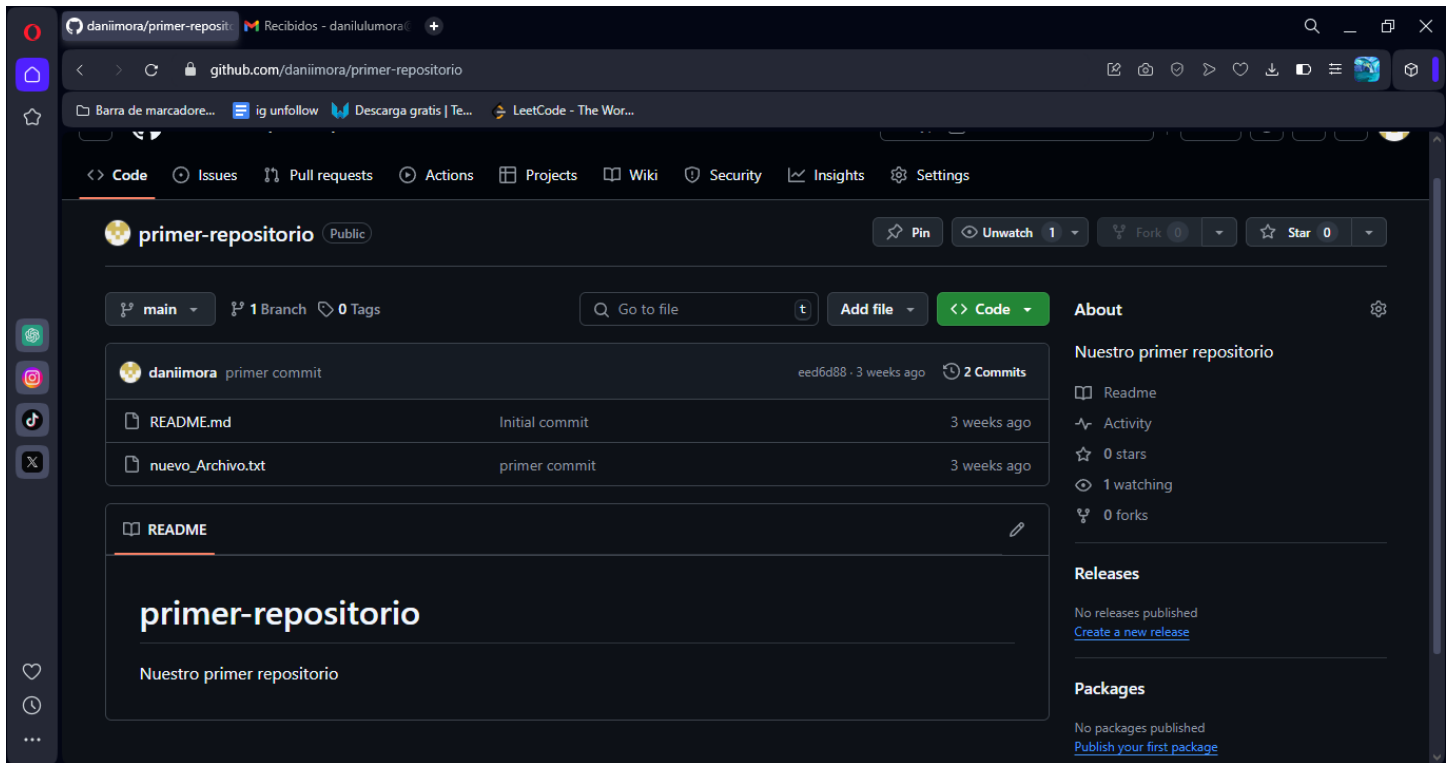 daniimora/primer-reposito
Recibidos - danilulumora
github.com/daniimora/primer-repositorio
Barra de marcadore...
ig unfollow
Descarga gratis | Te...
LeetCode - The Wor...
Code
Issues
Pull requests
Actions
Projects
Wiki
Security
Insights
Settings
primer-repositorio
Public
Pin
Unwatch 1
Fork 0
Star 0
main
1 Branch
0 Tags
Go to file
t
Add file
<> Code
daniimora primer commit
eed6d88 · 3 weeks ago
2 Commits
README.md
Initial commit
3 weeks ago
nuevo_Archivo.txt
primer commit
3 weeks ago
README
primer-repositorio
Nuestro primer repositorio
About
Nuestro primer repositorio
Readme
Activity
0 stars
1 watching
0 forks
Releases
No releases published
Create a new release
Packages
No packages published
Publish your first package